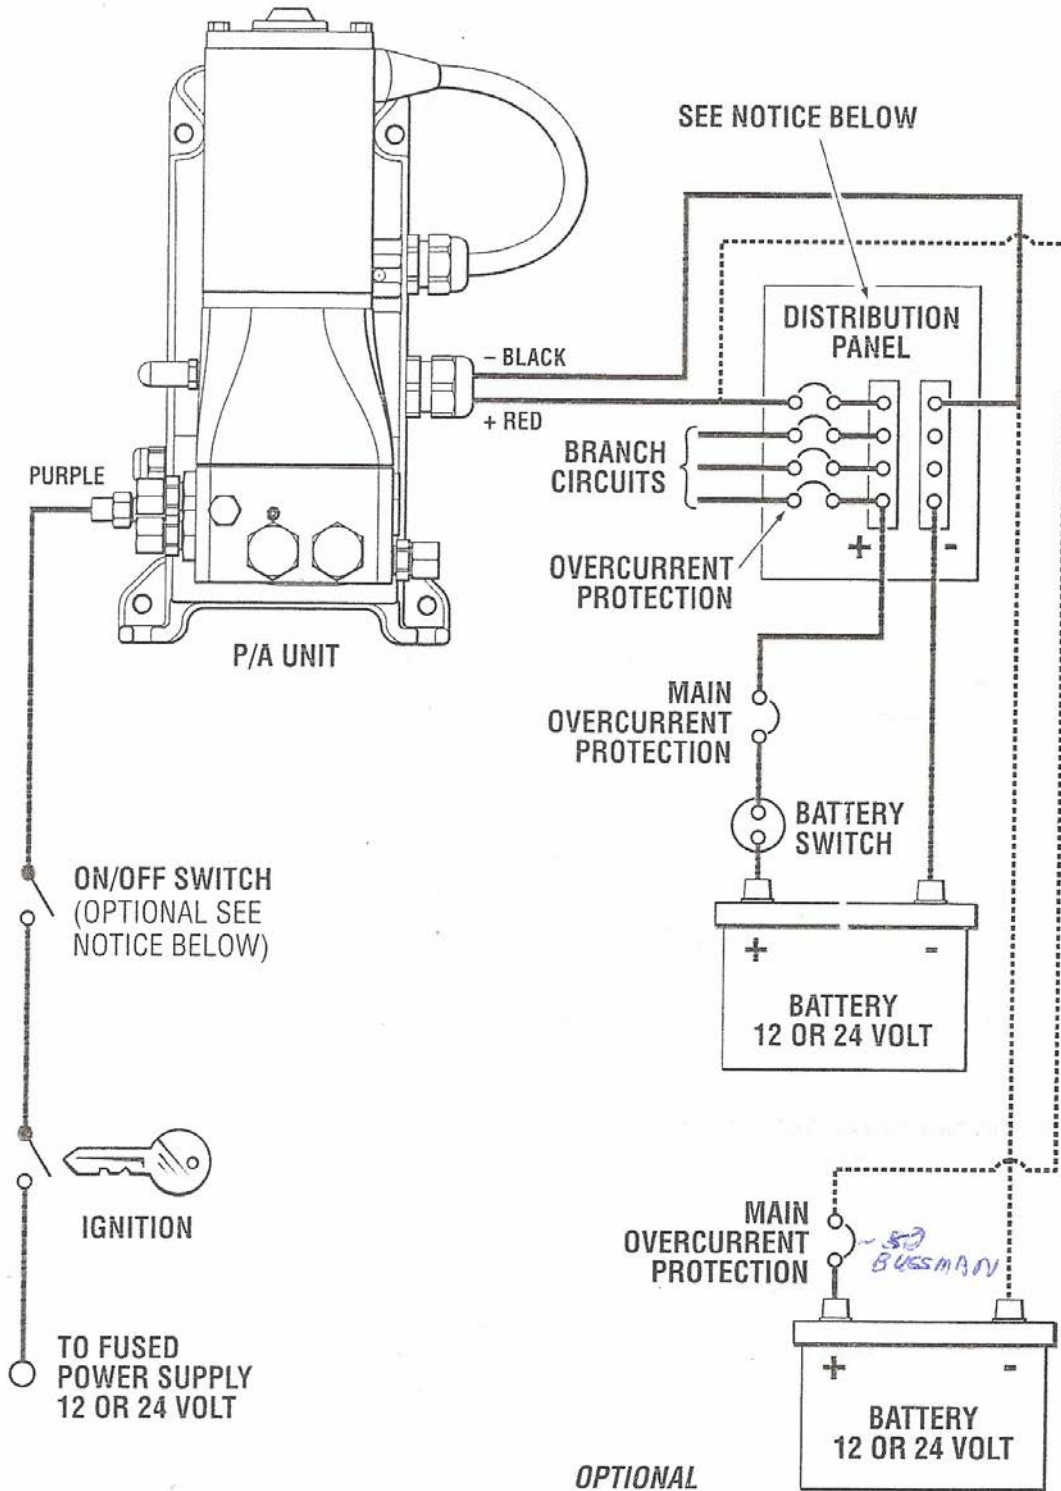 SEE NOTICE BELOW
DISTRIBUTION
PANEL
– BLACK
+ RED
BRANCH
CIRCUITS
PURPLE
+ -
OVERCURRENT
PROTECTION
P/A UNIT
MAIN
OVERCURRENT
PROTECTION
BATTERY
SWITCH
ON/OFF SWITCH
(OPTIONAL SEE
NOTICE BELOW)
+ -
BATTERY
12 OR 24 VOLT
IGNITION
MAIN
OVERCURRENT
PROTECTION
BUSSMAN
TO FUSED
POWER SUPPLY
12 OR 24 VOLT
+ -
BATTERY
12 OR 24 VOLT
OPTIONAL